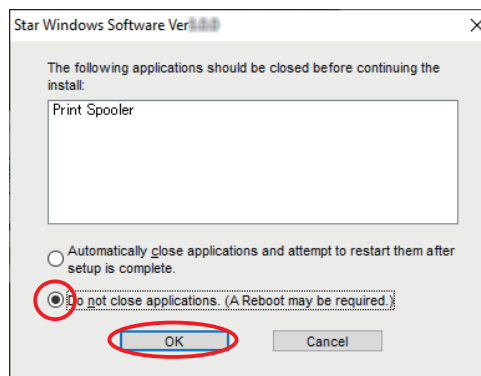 Star Windows Software Ver
The following applications should be closed before continuing the
install:
Print Spooler
Automatically close applications and attempt to restart them after
setup is complete.
Do not close applications. (A Reboot may be required.)
OK
Cancel